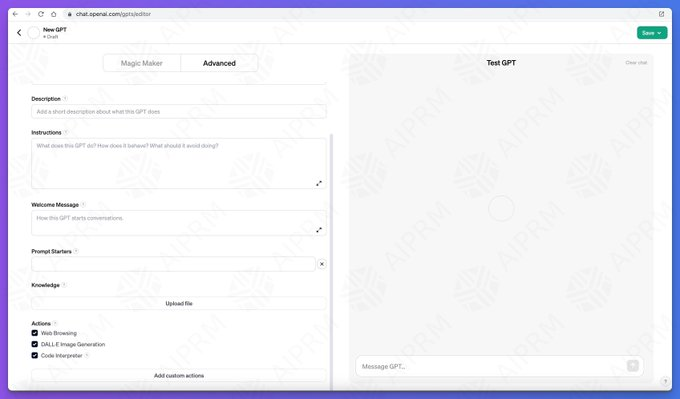 chat.openai.com/gpts/editor
New GPT
Draft
Save
Magic Maker
Advanced
Test GPT
Clear chat
Description
Add a short description about what this GPT does
Instructions
What does this GPT do? How does it behave? What should it avoid doing?
Welcome Message
How this GPT starts conversations.
Prompt Starters
Knowledge
Upload file
Actions
Web Browsing
DALL·E Image Generation
Code Interpreter
Add custom actions
Message GPT...
?
AIPRM